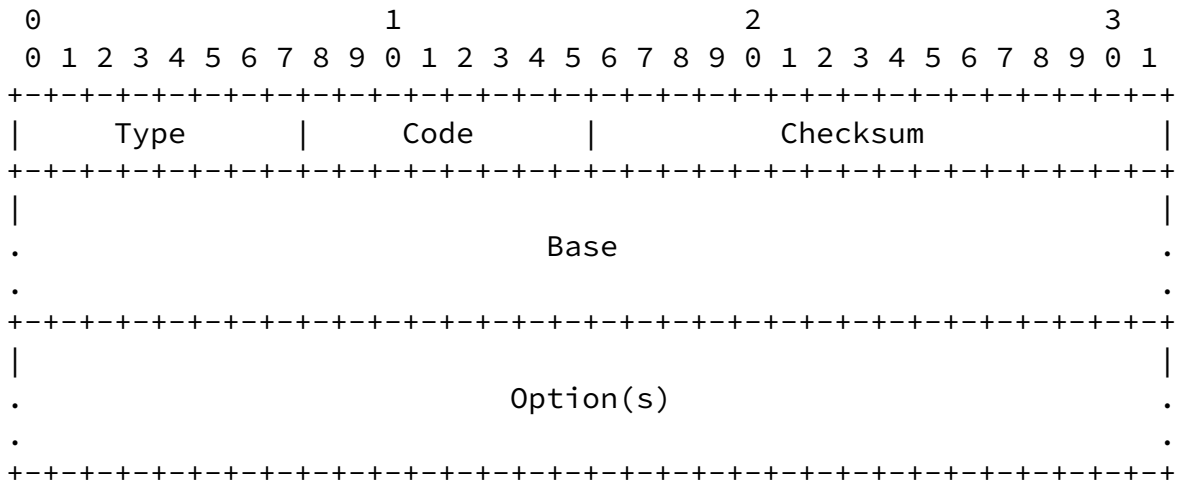 0                   1                   2                   3
0 1 2 3 4 5 6 7 8 9 0 1 2 3 4 5 6 7 8 9 0 1 2 3 4 5 6 7 8 9 0 1
+-+-+-+-+-+-+-+-+-+-+-+-+-+-+-+-+-+-+-+-+-+-+-+-+-+-+-+-+-+-+-+-+
|     Type      |     Code      |          Checksum             |
+-+-+-+-+-+-+-+-+-+-+-+-+-+-+-+-+-+-+-+-+-+-+-+-+-+-+-+-+-+-+-+-+
|                                                               |
.                             Base                              .
.                                                               .
+-+-+-+-+-+-+-+-+-+-+-+-+-+-+-+-+-+-+-+-+-+-+-+-+-+-+-+-+-+-+-+-+
|                                                               |
.                           Option(s)                           .
.                                                               .
+-+-+-+-+-+-+-+-+-+-+-+-+-+-+-+-+-+-+-+-+-+-+-+-+-+-+-+-+-+-+-+-+